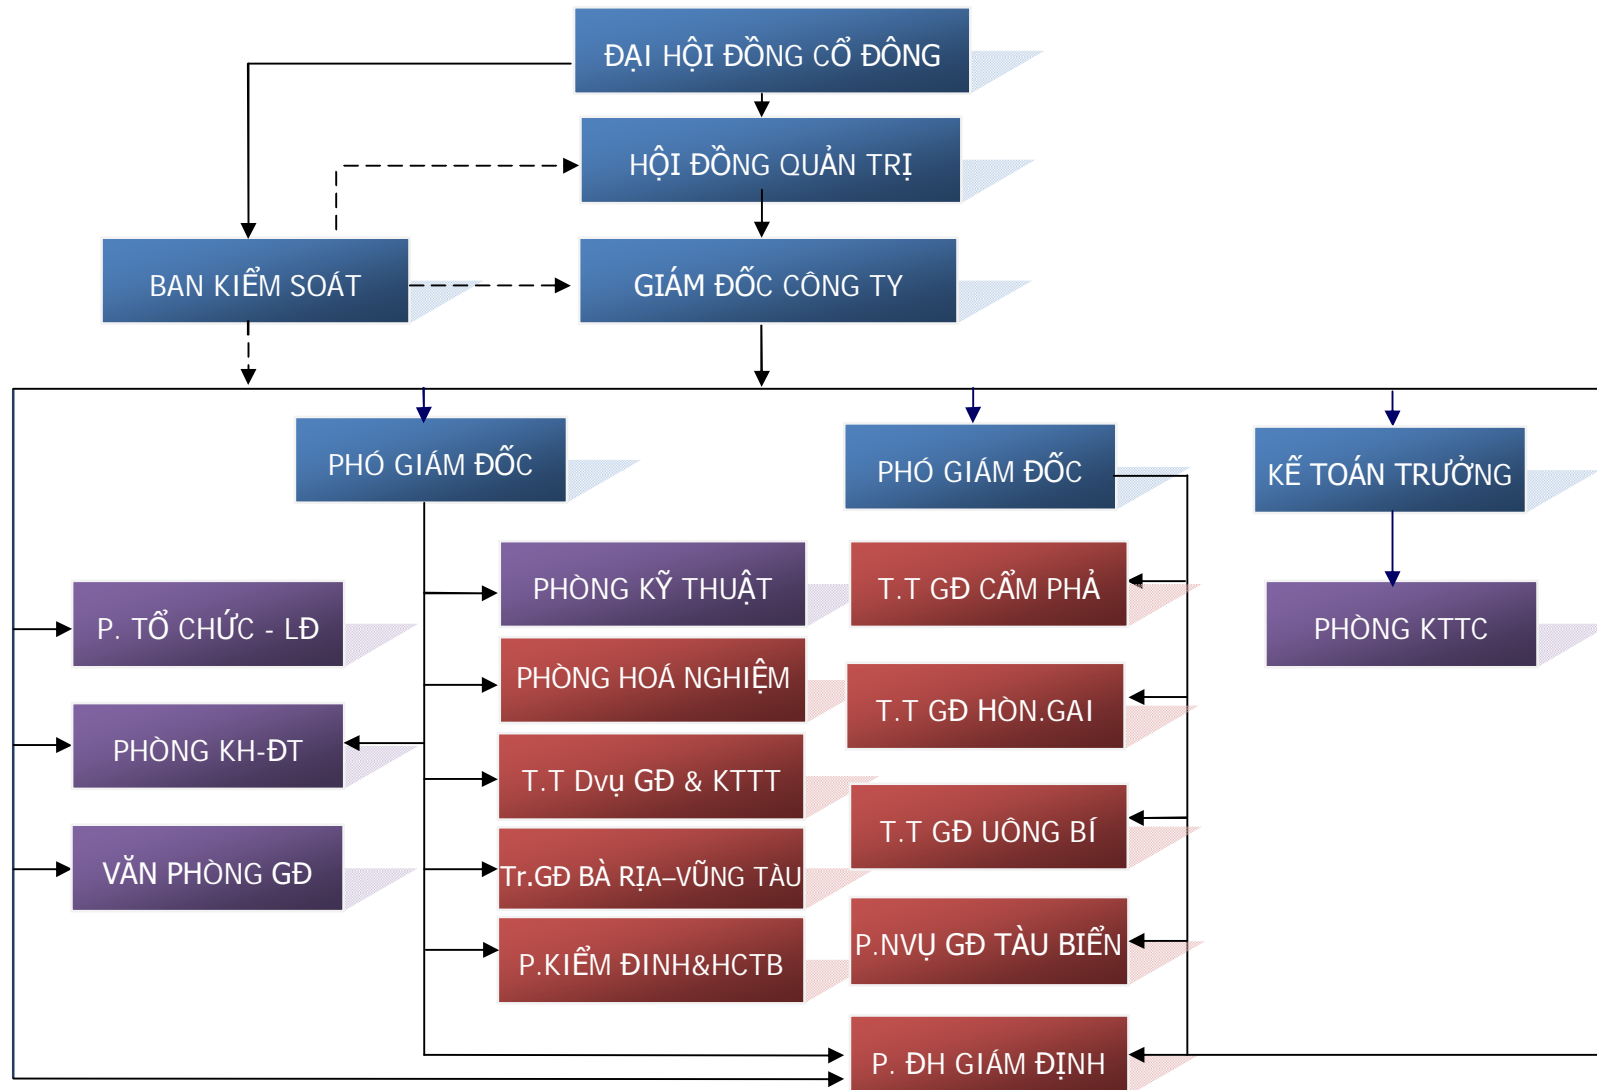 ĐẠI HỘI ĐỒNG CỔ ĐÔNG
HỘI ĐỒNG QUẢN TRỊ
BAN KIỂM SOÁT
GIÁM ĐỐC CÔNG TY
PHÓ GIÁM ĐỐC
PHÓ GIÁM ĐỐC
KẾ TOÁN TRƯỞNG
P. TỔ CHỨC - LĐ
PHÒNG KH-ĐT
VĂN PHÒNG GĐ
PHÒNG KỸ THUẬT
PHÒNG HOÁ NGHIỆM
T.T Dvụ GĐ & KTTT
Tr.GĐ BÀ RỊA–VŨNG TÀU
P.KIỂM ĐINH&HCTB
T.T GĐ CẨM PHẢ
T.T GĐ HÒN.GAI
T.T GĐ UÔNG BÍ
P.NVỤ GĐ TÀU BIỂN
P. ĐH GIÁM ĐỊNH
PHÒNG KTTC